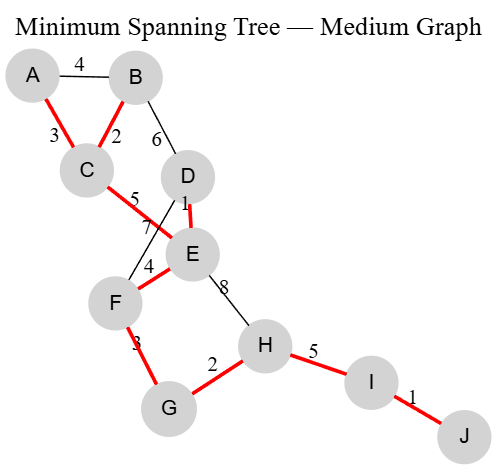 Minimum Spanning Tree — Medium Graph
A 4 B
3 2 6
C D
5 1
7
E
4 8
F
3 H 5
2 I 1
G J